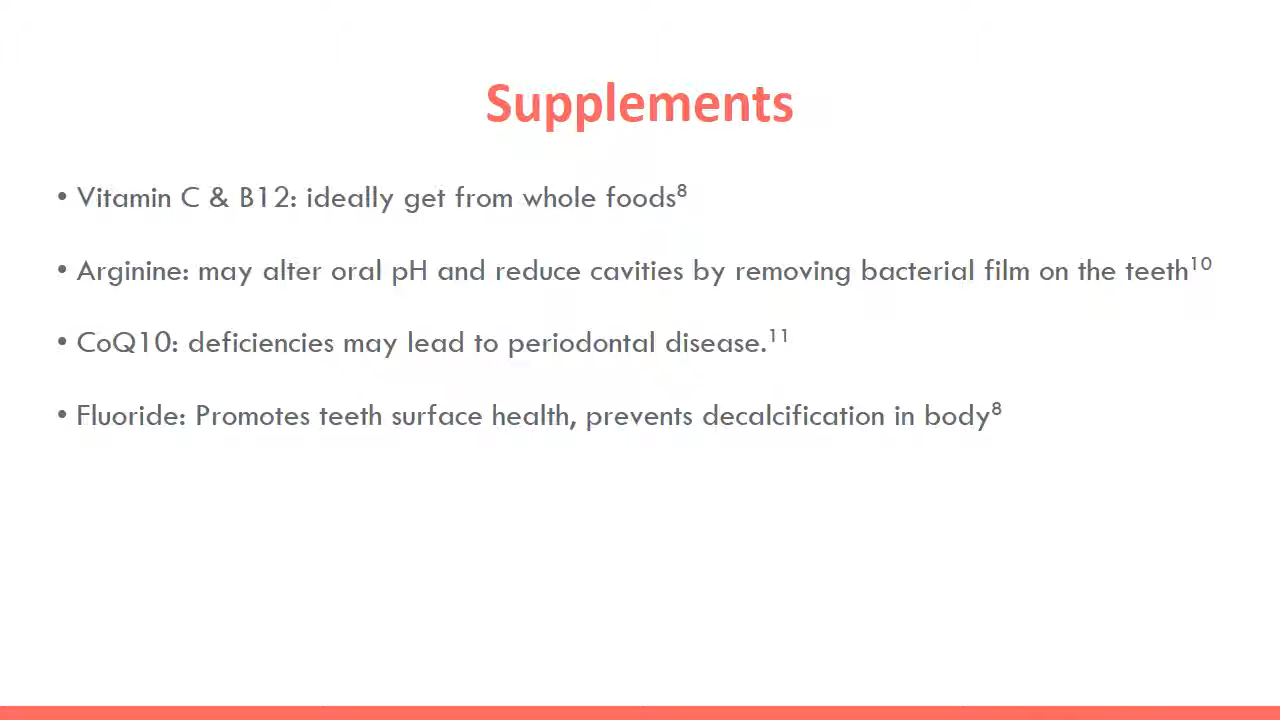 Supplements
• Vitamin C & B12: ideally get from whole foods⁸
• Arginine: may alter oral pH and reduce cavities by removing bacterial film on the teeth¹⁰
• CoQ10: deficiencies may lead to periodontal disease.¹¹
• Fluoride: Promotes teeth surface health, prevents decalcification in body⁸